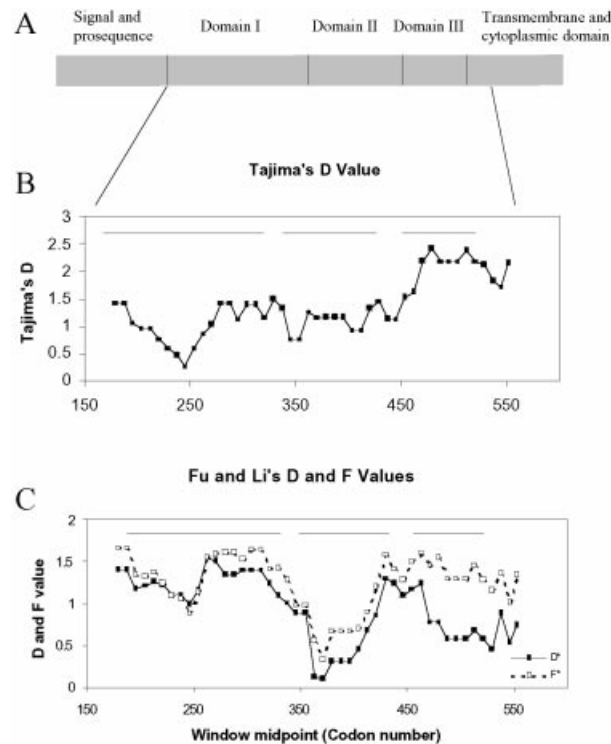 A
Signal and
prosequence
Domain I
Domain II
Domain III
Transmembrane and
cytoplasmic domain
Tajima's D Value
B
Tajima's D
3
2.5
2
1.5
1
0.5
0
150
250
350
450
550
Fu and Li's D and F Values
C
D and F value
2
1.5
1
0.5
0
150
250
350
450
550
D*
F*
Window midpoint (Codon number)